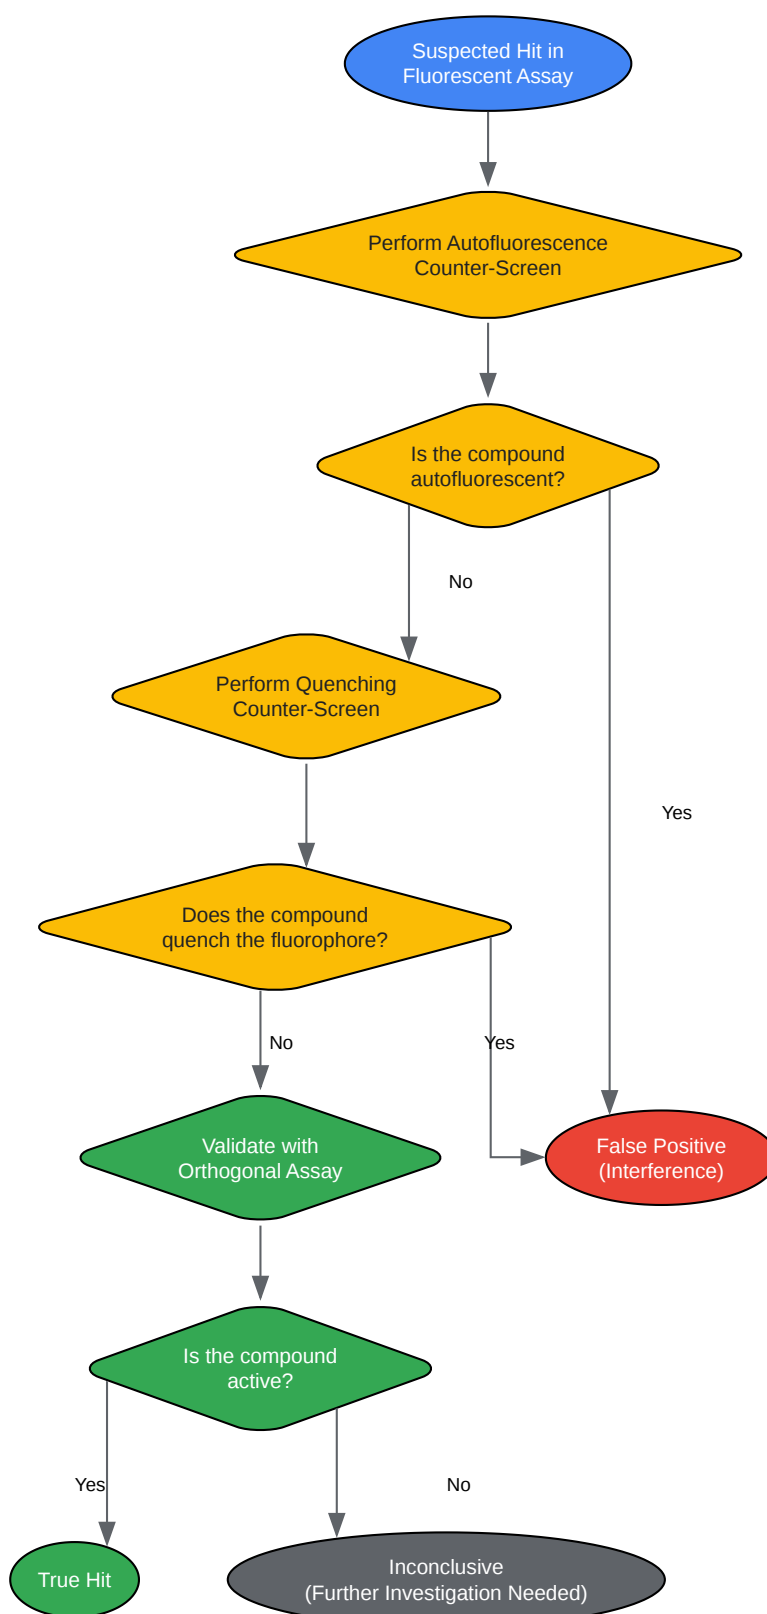 Suspected Hit in
Fluorescent Assay
Perform Autofluorescence
Counter-Screen
Is the compound
autofluorescent?
No
Perform Quenching
Counter-Screen
Yes
Does the compound
quench the fluorophore?
No
Yes
Validate with
Orthogonal Assay
False Positive
(Interference)
Is the compound
active?
Yes
No
True Hit
Inconclusive
(Further Investigation Needed)